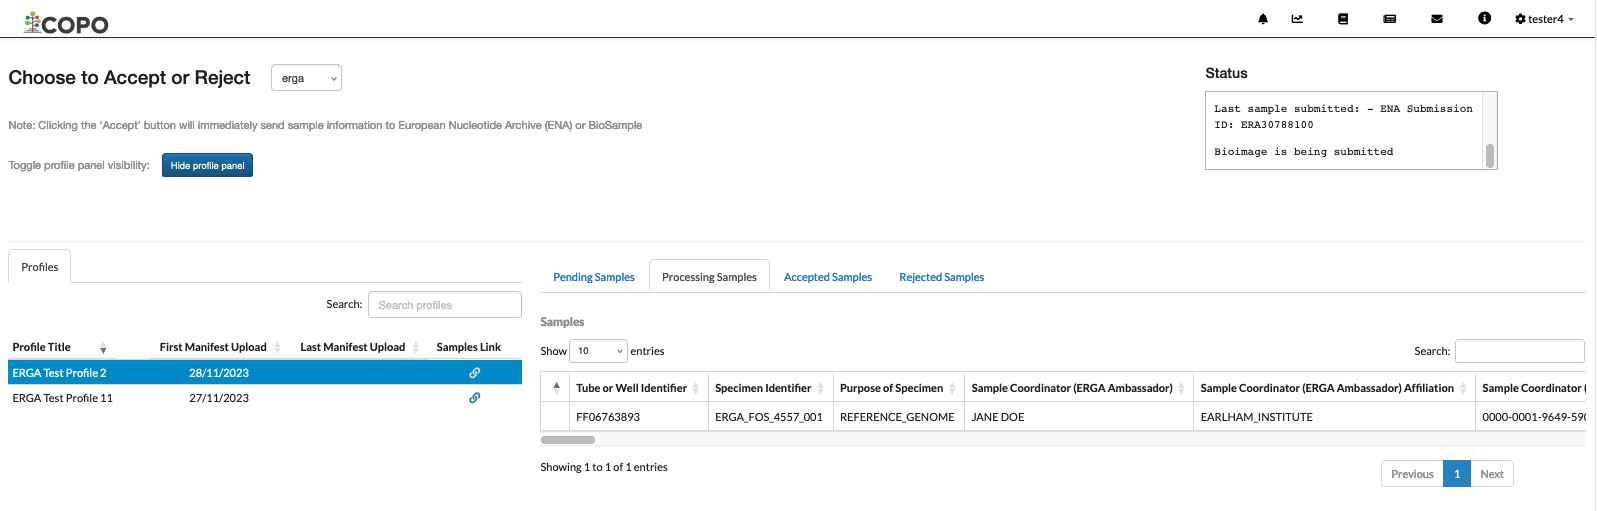 COPO
tester4
Choose to Accept or Reject
erga
Status
Last sample submitted: - ENA Submission
ID: ERA30788100
Bioimage is being submitted
Note: Clicking the 'Accept' button will immediately send sample information to European Nucleotide Archive (ENA) or BioSample
Toggle profile panel visibility:
Hide profile panel
Profiles
Search:
Search profiles
Profile Title First Manifest Upload Last Manifest Upload Samples Link
ERGA Test Profile 2 28/11/2023
ERGA Test Profile 11 27/11/2023
Pending Samples Processing Samples Accepted Samples Rejected Samples
Samples
Show 10 entries
Search:
Tube or Well Identifier Specimen Identifier Purpose of Specimen Sample Coordinator (ERGA Ambassador) Sample Coordinator (ERGA Ambassador) Affiliation Sample Coordinator (
FF06763893 ERGA_FOS_4557_001 REFERENCE_GENOME JANE DOE EARLHAM_INSTITUTE 0000-0001-9649-590
Showing 1 to 1 of 1 entries
Previous 1 Next